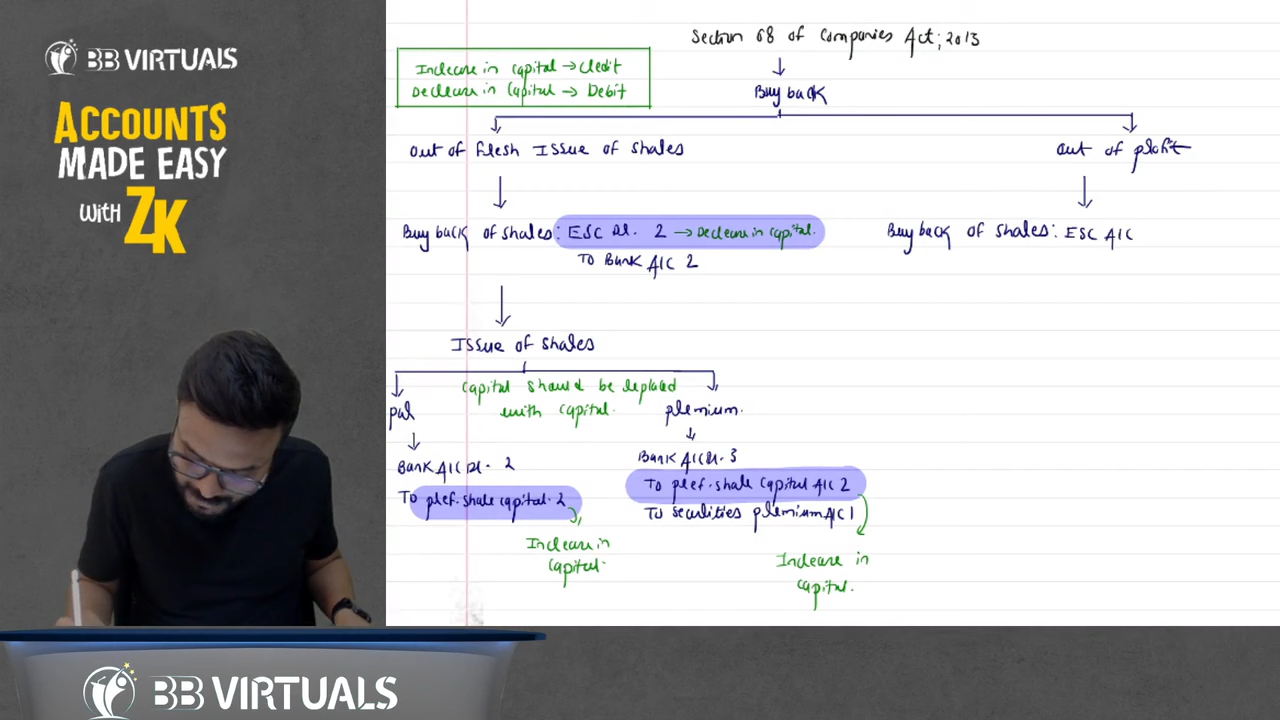 BB VIRTUALS
ACCOUNTS
MADE EASY
WITH ZK
Section 68 of Companies Act, 2013
Increase in capital → Credit
Decrease in capital → Debit
Buy back
Out of fresh Issue of shares
Out of profit
Buy back of shares: ESC Dr. 2 → Decrease in capital.
To Bank A/C 2
Buy back of shares: ESC A/C
Issue of shares
Capital should be replaced
with capital.
par
premium.
Bank A/C Dr. 2
To pref. share capital. 2
Increase in
capital.
Bank A/C Dr. 3
To pref. share capital A/C 2
To securities premium A/C 1
Increase in
capital.
BB VIRTUALS